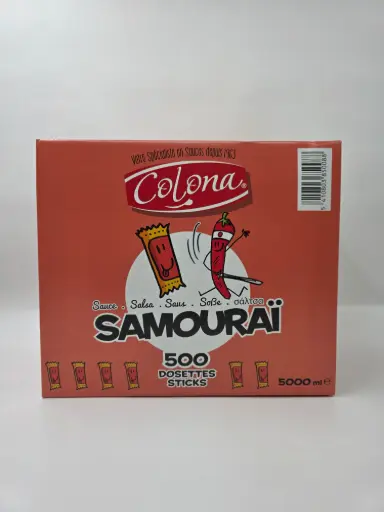 Votre Spécialiste en Sauces depuis 1963
Colona®
Sauce . Salsa . Saus . Soße . σάλτσα
SAMOURAÏ
500
DOSETTES
STICKS
5000 ml e